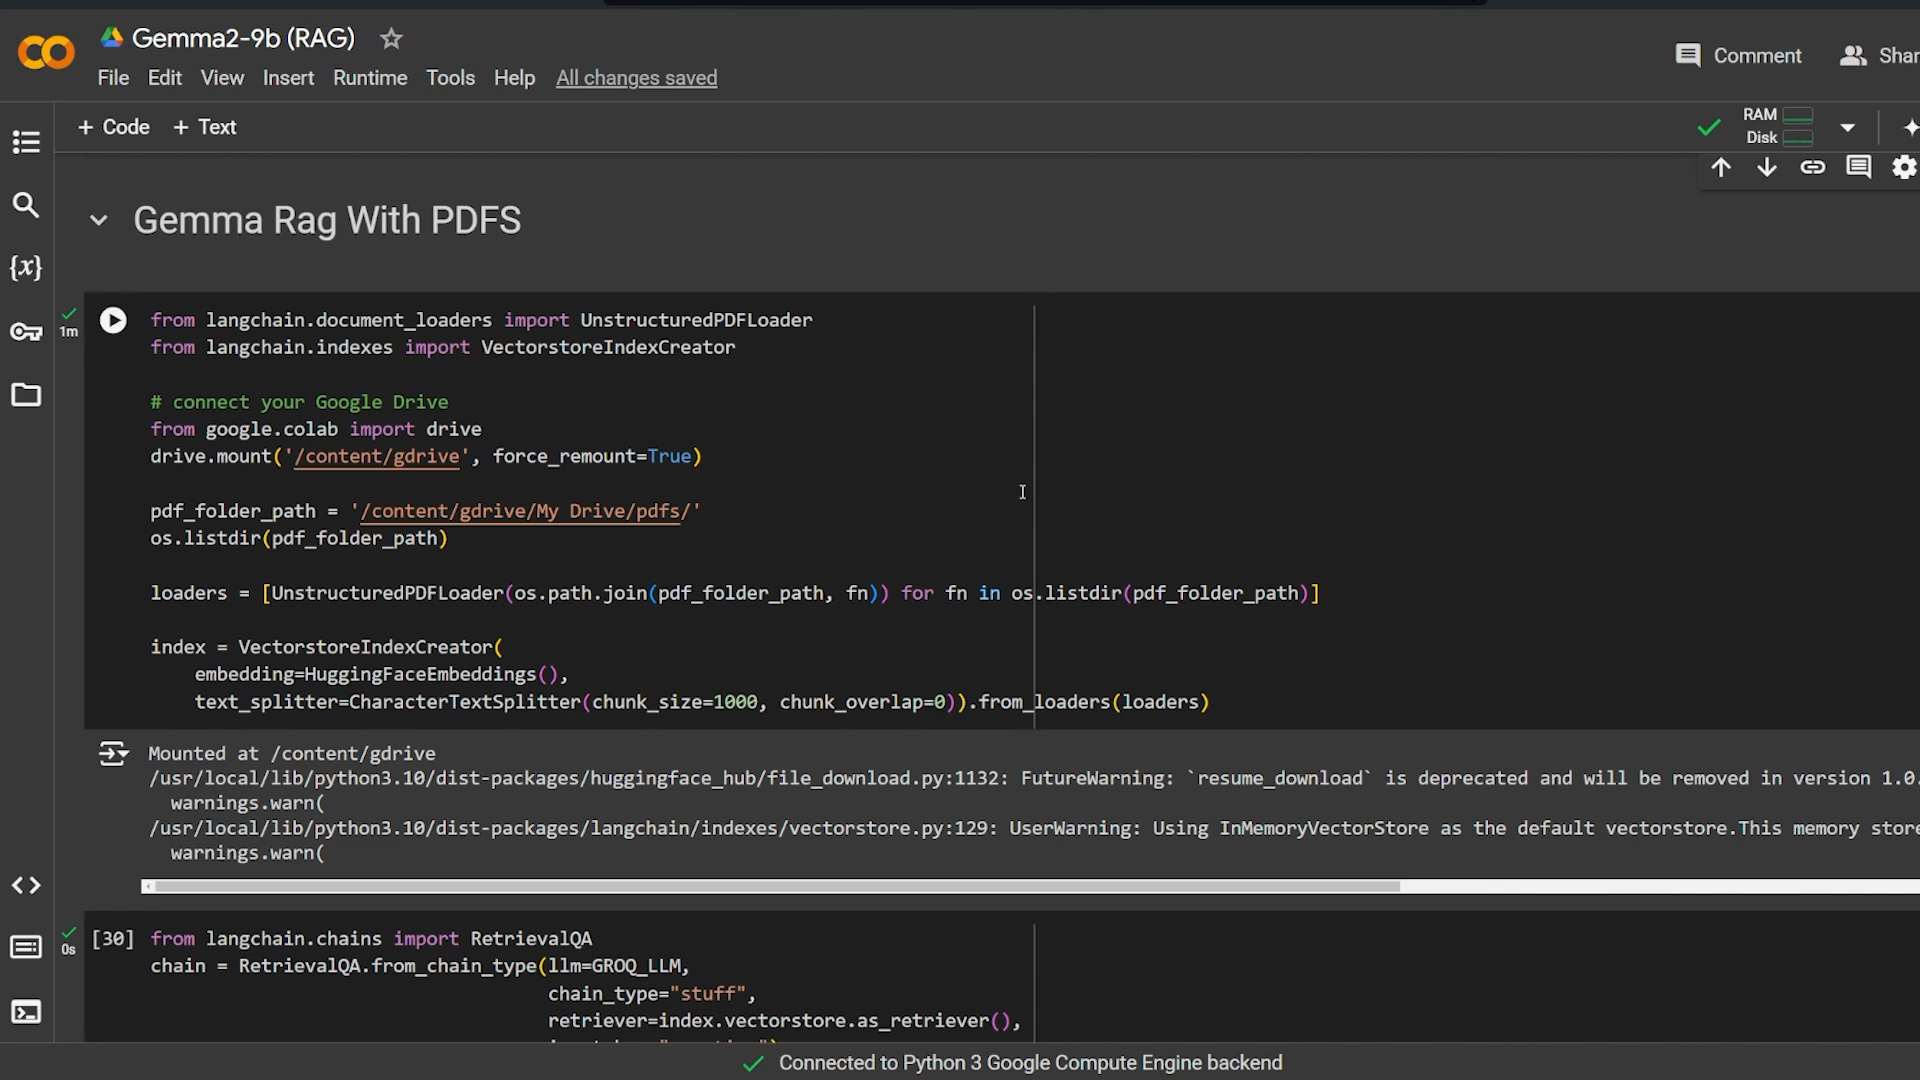 Gemma2-9b (RAG)
File Edit View Insert Runtime Tools Help All changes saved
Comment
Shar
+ Code + Text
RAM
Disk
Gemma Rag With PDFS
1m
from langchain.document_loaders import UnstructuredPDFLoader
from langchain.indexes import VectorstoreIndexCreator
# connect your Google Drive
from google.colab import drive
drive.mount('/content/gdrive', force_remount=True)
pdf_folder_path = '/content/gdrive/My Drive/pdfs/'
os.listdir(pdf_folder_path)
loaders = [UnstructuredPDFLoader(os.path.join(pdf_folder_path, fn)) for fn in os.listdir(pdf_folder_path)]
index = VectorstoreIndexCreator(
embedding=HuggingFaceEmbeddings(),
text_splitter=CharacterTextSplitter(chunk_size=1000, chunk_overlap=0)).from_loaders(loaders)
Mounted at /content/gdrive
/usr/local/lib/python3.10/dist-packages/huggingface_hub/file_download.py:1132: FutureWarning: `resume_download` is deprecated and will be removed in version 1.0.
warnings.warn(
/usr/local/lib/python3.10/dist-packages/langchain/indexes/vectorstore.py:129: UserWarning: Using InMemoryVectorStore as the default vectorstore.This memory store
warnings.warn(
0s
[30] from langchain.chains import RetrievalQA
chain = RetrievalQA.from_chain_type(llm=GROQ_LLM,
chain_type="stuff",
retriever=index.vectorstore.as_retriever(),
Connected to Python 3 Google Compute Engine backend